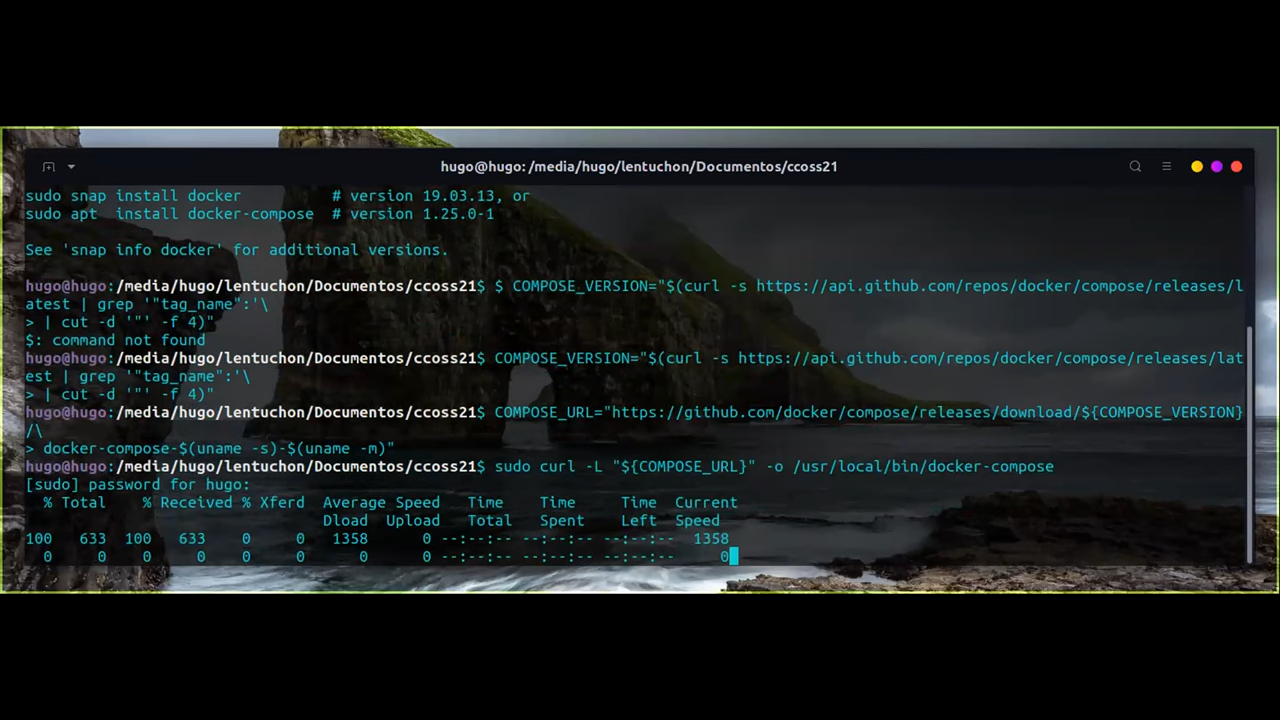 hugo@hugo: /media/hugo/lentuchon/Documentos/ccoss21
sudo snap install docker          # version 19.03.13, or
sudo apt  install docker-compose  # version 1.25.0-1
See 'snap info docker' for additional versions.
hugo@hugo:/media/hugo/lentuchon/Documentos/ccoss21$ $ COMPOSE_VERSION="$(curl -s https://api.github.com/repos/docker/compose/releases/l
atest | grep '"tag_name":'\
> | cut -d '"' -f 4)"
$: command not found
hugo@hugo:/media/hugo/lentuchon/Documentos/ccoss21$ COMPOSE_VERSION="$(curl -s https://api.github.com/repos/docker/compose/releases/lat
est | grep '"tag_name":'\
> | cut -d '"' -f 4)"
hugo@hugo:/media/hugo/lentuchon/Documentos/ccoss21$ COMPOSE_URL="https://github.com/docker/compose/releases/download/${COMPOSE_VERSION}
/\
> docker-compose-$(uname -s)-$(uname -m)"
hugo@hugo:/media/hugo/lentuchon/Documentos/ccoss21$ sudo curl -L "${COMPOSE_URL}" -o /usr/local/bin/docker-compose
[sudo] password for hugo:
  % Total    % Received % Xferd  Average Speed   Time    Time     Time  Current
                                 Dload  Upload   Total   Spent    Left  Speed
100   633  100   633    0     0   1358      0 --:--:-- --:--:-- --:--:--  1358
  0     0    0     0    0     0      0      0 --:--:-- --:--:-- --:--:--     0